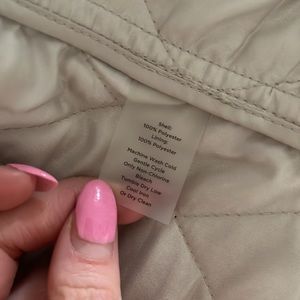 Shell:
100% Polyester
Lining:
100% Polyester
Machine Wash Cold
Gentle Cycle
Only Non-Chlorine
Bleach
Tumble Dry Low
Cool Iron
Or Dry Clean